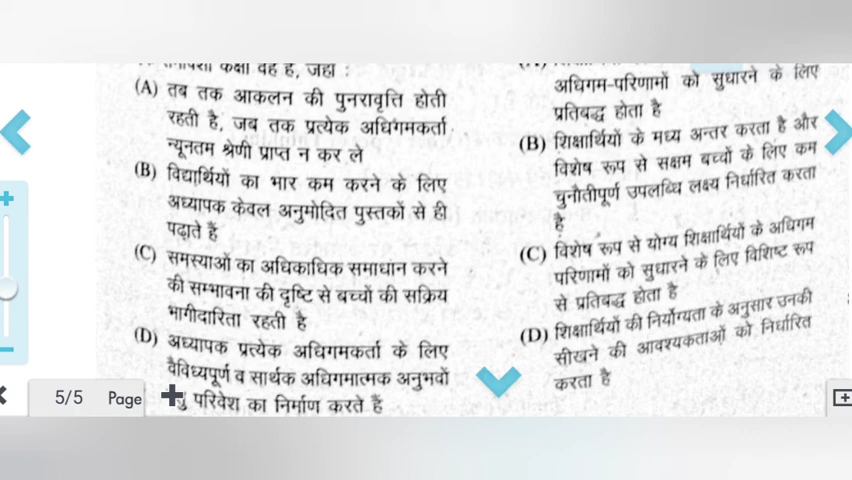 कक्षा वह है, जहाँ :
(A) तब तक आकलन की पुनरावृत्ति होती
रहती है, जब तक प्रत्येक अधिगमकर्ता
न्यूनतम श्रेणी प्राप्त न कर ले
(B) विद्यार्थियों का भार कम करने के लिए
अध्यापक केवल अनुमोदित पुस्तकों से ही
पढ़ाते हैं
(C) समस्याओं का अधिकाधिक समाधान करने
की सम्भावना की दृष्टि से बच्चों की सक्रिय
भागीदारिता रहती है
(D) अध्यापक प्रत्येक अधिगमकर्ता के लिए
वैविध्यपूर्ण व सार्थक अधिगमात्मक अनुभवों
परिवेश का निर्माण करते हैं
अधिगम-परिणामों को सुधारने के लिए
प्रतिबद्ध होता है
(B) शिक्षार्थियों के मध्य अन्तर करता है और
विशेष रूप से सक्षम बच्चों के लिए कम
चुनौतीपूर्ण उपलब्धि लक्ष्य निर्धारित करता
है
(C) विशेष रूप से योग्य शिक्षार्थियों के अधिगम
परिणामों को सुधारने के लिए विशिष्ट रूप
से प्रतिबद्ध होता है
(D) शिक्षार्थियों की निर्योग्यता के अनुसार उनकी
सीखने की आवश्यकताओं को निर्धारित
करता है
5/5 Page